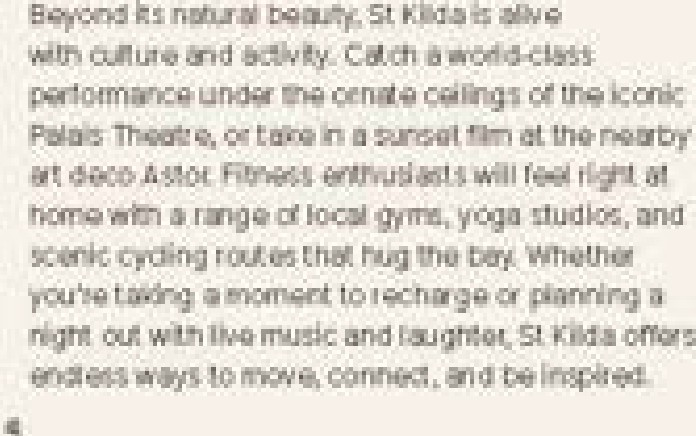 Beyond its natural beauty, St Kilda is alive
with culture and activity. Catch a world-class
performance under the ornate ceilings of the iconic
Palais Theatre, or take in a sunset film at the nearby
art deco Astor. Fitness enthusiasts will feel right at
home with a range of local gyms, yoga studios, and
scenic cycling routes that hug the bay. Whether
you're taking a moment to recharge or planning a
night out with live music and laughter, St Kilda offers
endless ways to move, connect, and be inspired.